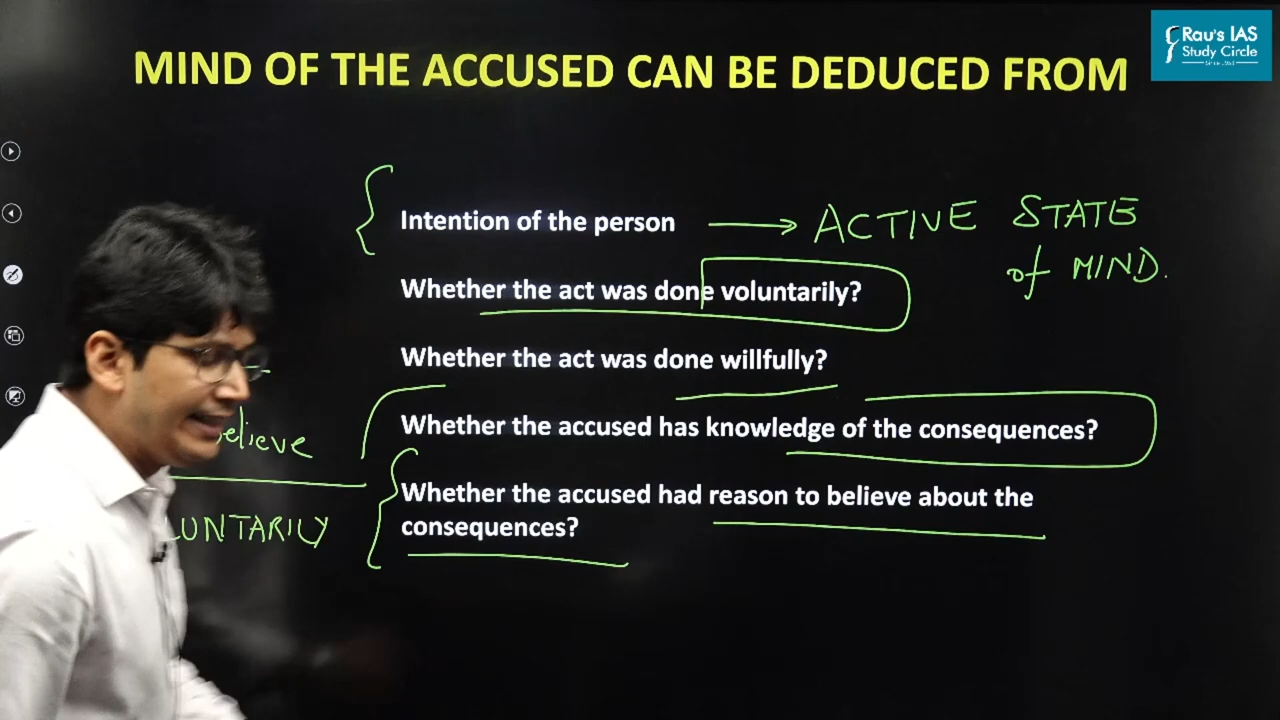 Rau's IAS
Study Circle
MIND OF THE ACCUSED CAN BE DEDUCED FROM
Intention of the person → ACTIVE STATE
of MIND.
Whether the act was done voluntarily?
Whether the act was done willfully?
Whether the accused has knowledge of the consequences?
elieve
Whether the accused had reason to believe about the
consequences?
LUNTARILY